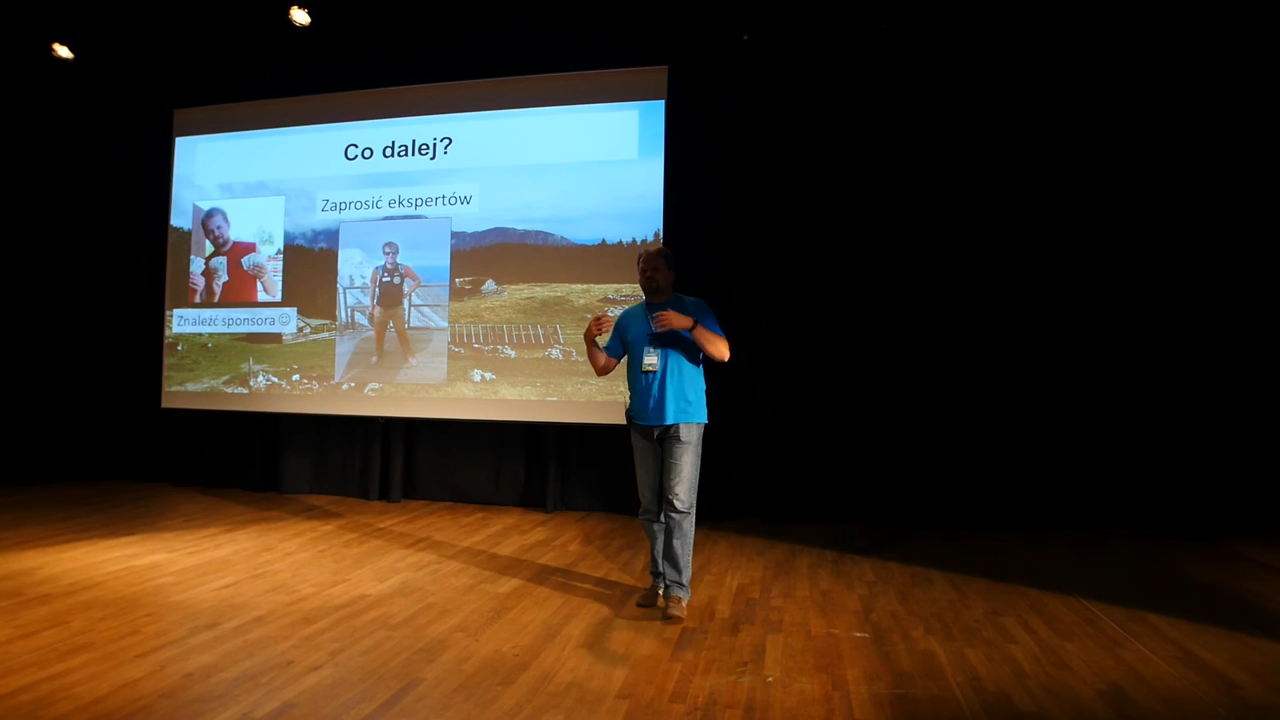 Co dalej?
Zaprosić ekspertów
Znaleźć sponsora ☺